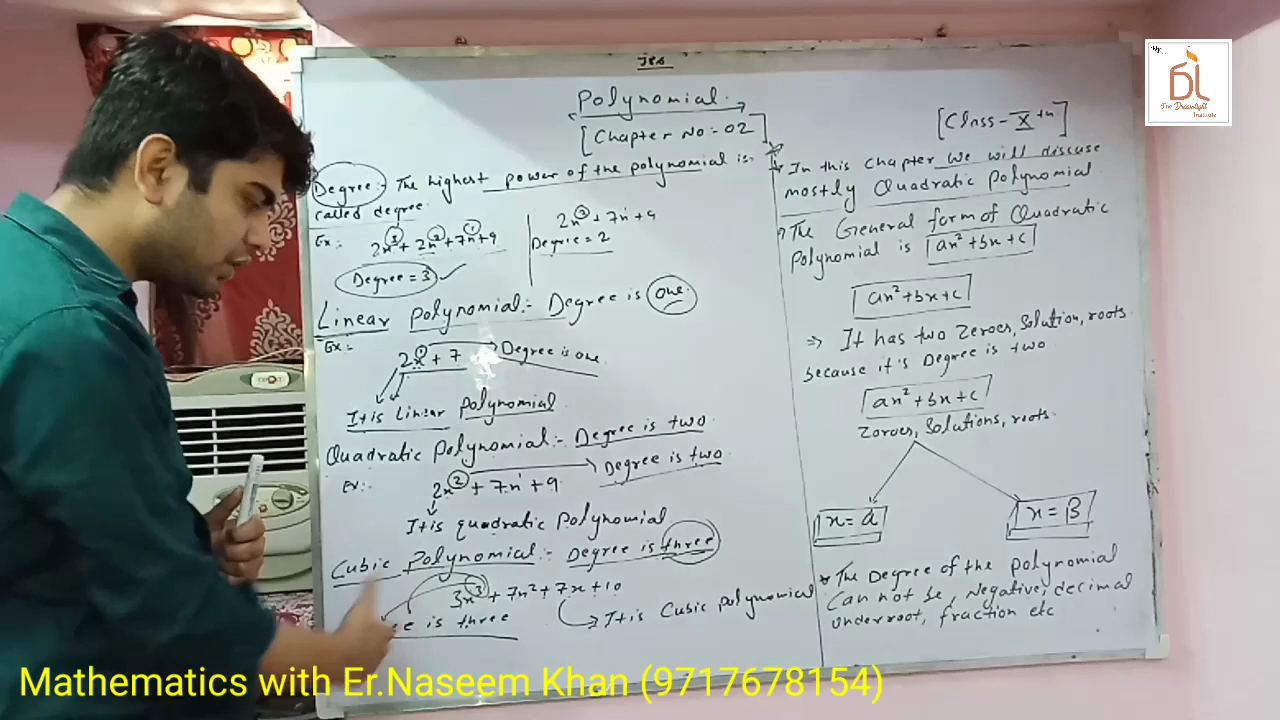 Polynomial.
[Chapter No:- 02]
Degree:- The highest power of the polynomial is
called degree.
Ex:-
2x³ + 2x² + 7x¹ + 9
Degree = 3
2x² + 7x + 9
Degree = 2
Linear polynomial:- Degree is one.
Ex:-
2x + 7 → Degree is one
It is Linear polynomial
Quadratic Polynomial:- Degree is two
Ex:-
2x² + 7x + 9 → Degree is two
It is quadratic polynomial
Cubic Polynomial:- Degree is three
3x³ + 7x² + 7x + 10
is three
It is Cubic polynomial
[Class - Xth]
In this chapter we will discuse
mostly Quadratic Polynomial
The General form of Quadratic
Polynomial is ax² + bx + c
ax² + bx + c
⇒ It has two zeroes, Solution, roots
because it's Degree is two
ax² + bx + c
Zeroes, Solutions, roots
x = α
x = β
* The Degree of the polynomial
Can not be, negative, decimal
underroot, fraction etc
The Dreamlight
Institute
Mathematics with Er.Naseem Khan (9717678154)